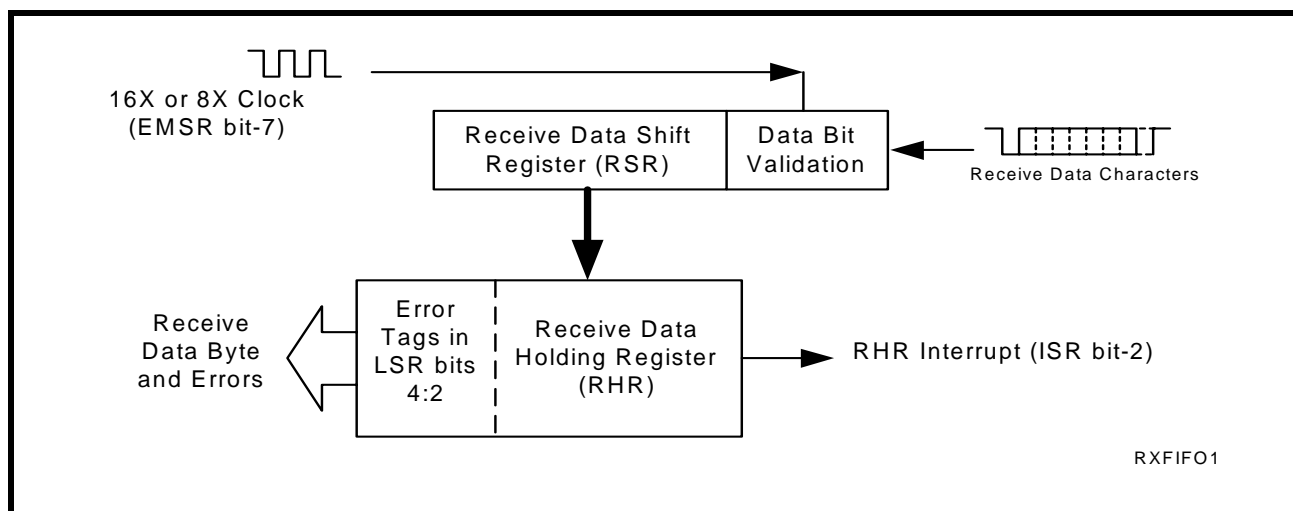 16X or 8X Clock
(EMSR bit-7)
Receive Data Shift
Register (RSR)
Data Bit
Validation
Receive Data Characters
Receive
Data Byte
and Errors
Error
Tags in
LSR bits
4:2
Receive Data
Holding Register
(RHR)
RHR Interrupt (ISR bit-2)
RXFIFO1